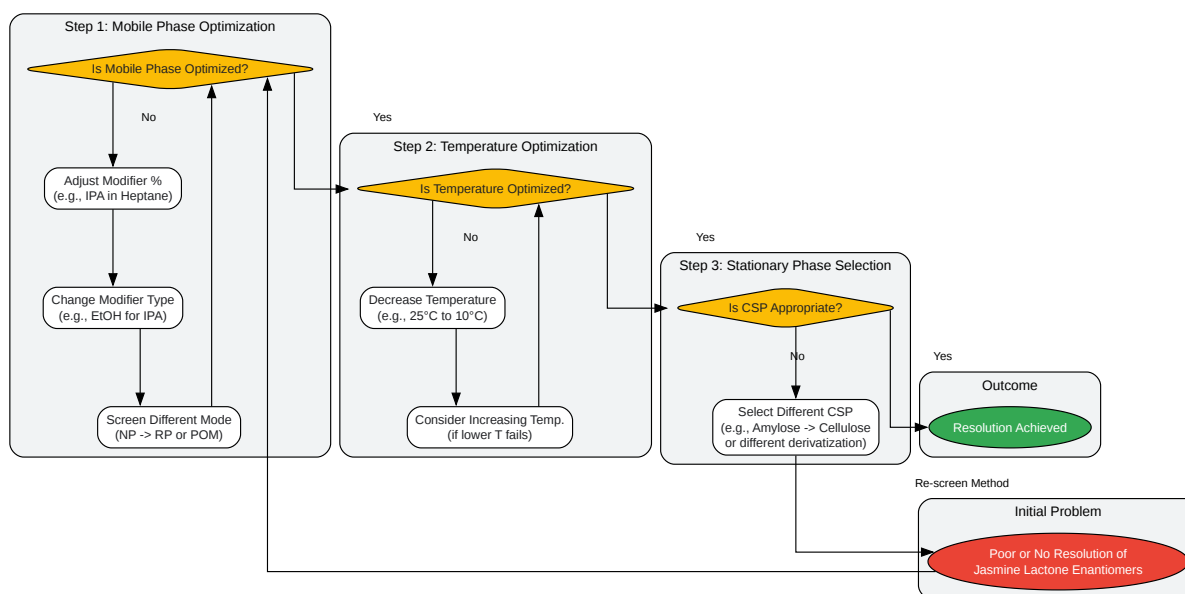 Step 1: Mobile Phase Optimization
Is Mobile Phase Optimized?
No
Adjust Modifier %
(e.g., IPA in Heptane)
Change Modifier Type
(e.g., EtOH for IPA)
Screen Different Mode
(NP -> RP or POM)
Yes
Step 2: Temperature Optimization
Is Temperature Optimized?
No
Decrease Temperature
(e.g., 25°C to 10°C)
Consider Increasing Temp.
(if lower T fails)
Yes
Step 3: Stationary Phase Selection
Is CSP Appropriate?
No
Select Different CSP
(e.g., Amylose -> Cellulose
or different derivatization)
Yes
Outcome
Resolution Achieved
Re-screen Method
Initial Problem
Poor or No Resolution of
Jasmine Lactone Enantiomers